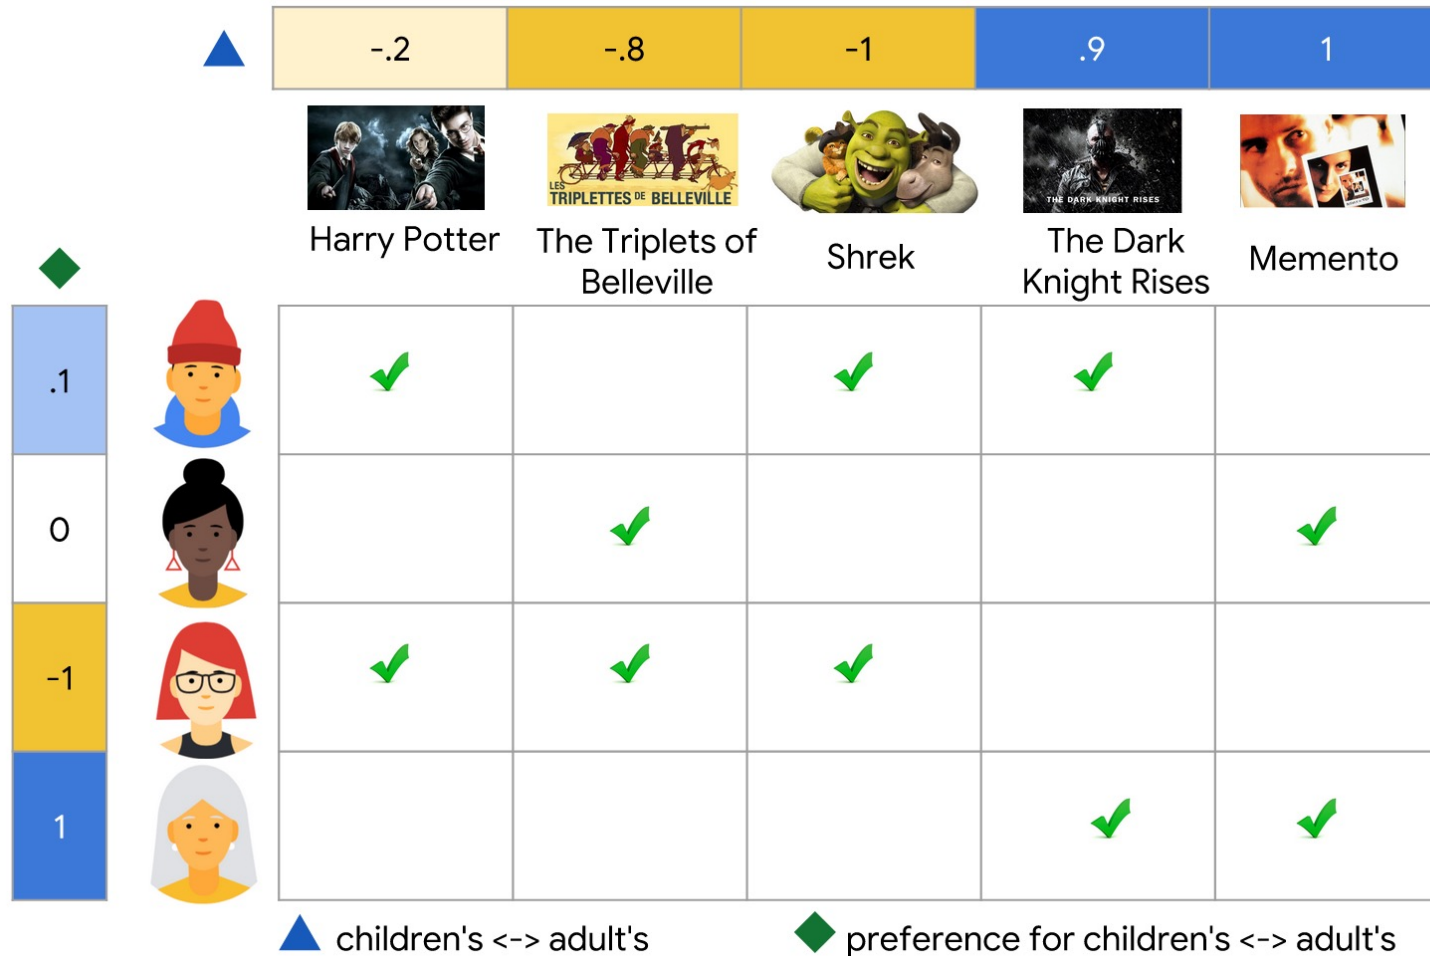 -.2 -.8 -1 .9 1
LES
TRIPLETTES DE BELLEVILLE
THE DARK KNIGHT RISES
Harry Potter
The Triplets of
Belleville
Shrek
The Dark
Knight Rises
Memento
.1
0
-1
1
children's <-> adult's
preference for children's <-> adult's